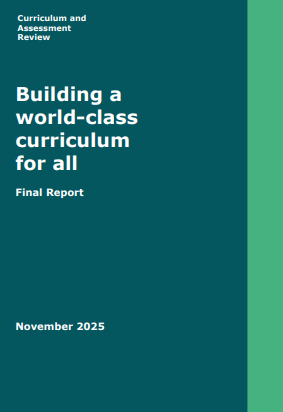 Curriculum and
Assessment
Review
Building a
world-class
curriculum
for all
Final Report
November 2025